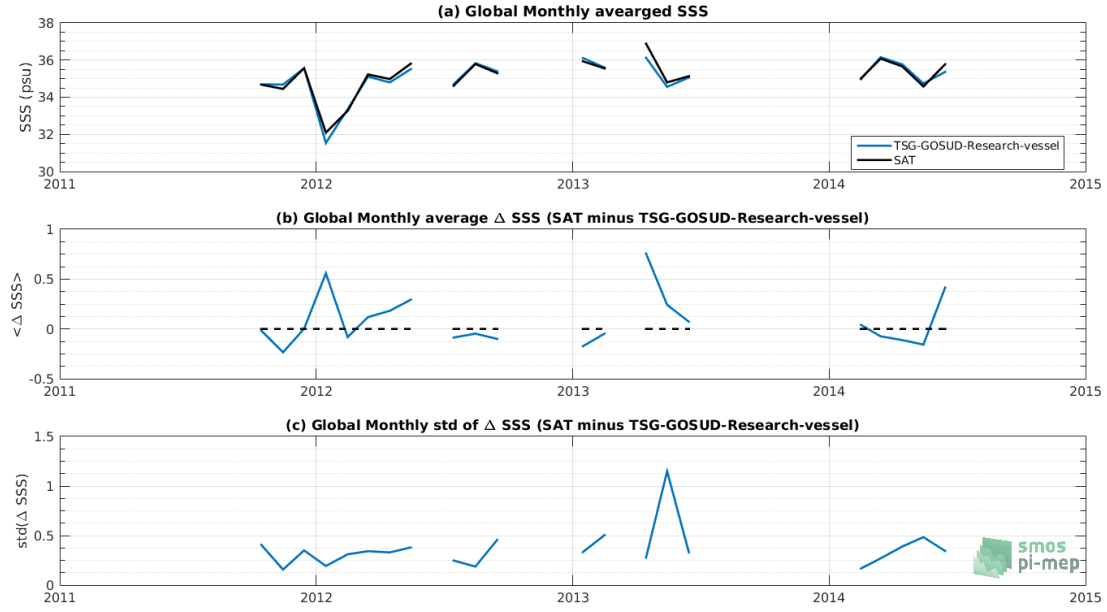 (a) Global Monthly avearged SSS
SSS (psu)
38
36
34
32
30
2011 2012 2013 2014 2015
TSG-GOSUD-Research-vessel
SAT
(b) Global Monthly average Δ SSS (SAT minus TSG-GOSUD-Research-vessel)
<Δ SSS>
1
0.5
0
-0.5
2011 2012 2013 2014 2015
(c) Global Monthly std of Δ SSS (SAT minus TSG-GOSUD-Research-vessel)
std(Δ SSS)
1.5
1
0.5
0
2011 2012 2013 2014 2015
smos
pi-mep